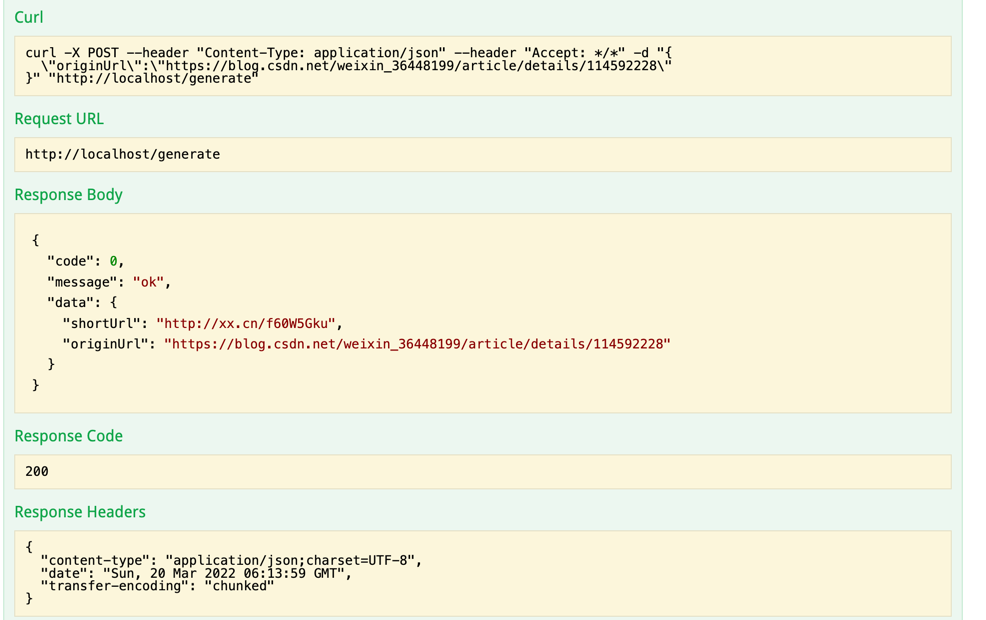 Curl
curl -X POST --header "Content-Type: application/json" --header "Accept: */*" -d "{
  \"originUrl\":\"https://blog.csdn.net/weixin_36448199/article/details/114592228\"
}" "http://localhost/generate"
Request URL
http://localhost/generate
Response Body
{
  "code": 0,
  "message": "ok",
  "data": {
    "shortUrl": "http://xx.cn/f60W5Gku",
    "originUrl": "https://blog.csdn.net/weixin_36448199/article/details/114592228"
  }
}
Response Code
200
Response Headers
{
  "content-type": "application/json;charset=UTF-8",
  "date": "Sun, 20 Mar 2022 06:13:59 GMT",
  "transfer-encoding": "chunked"
}